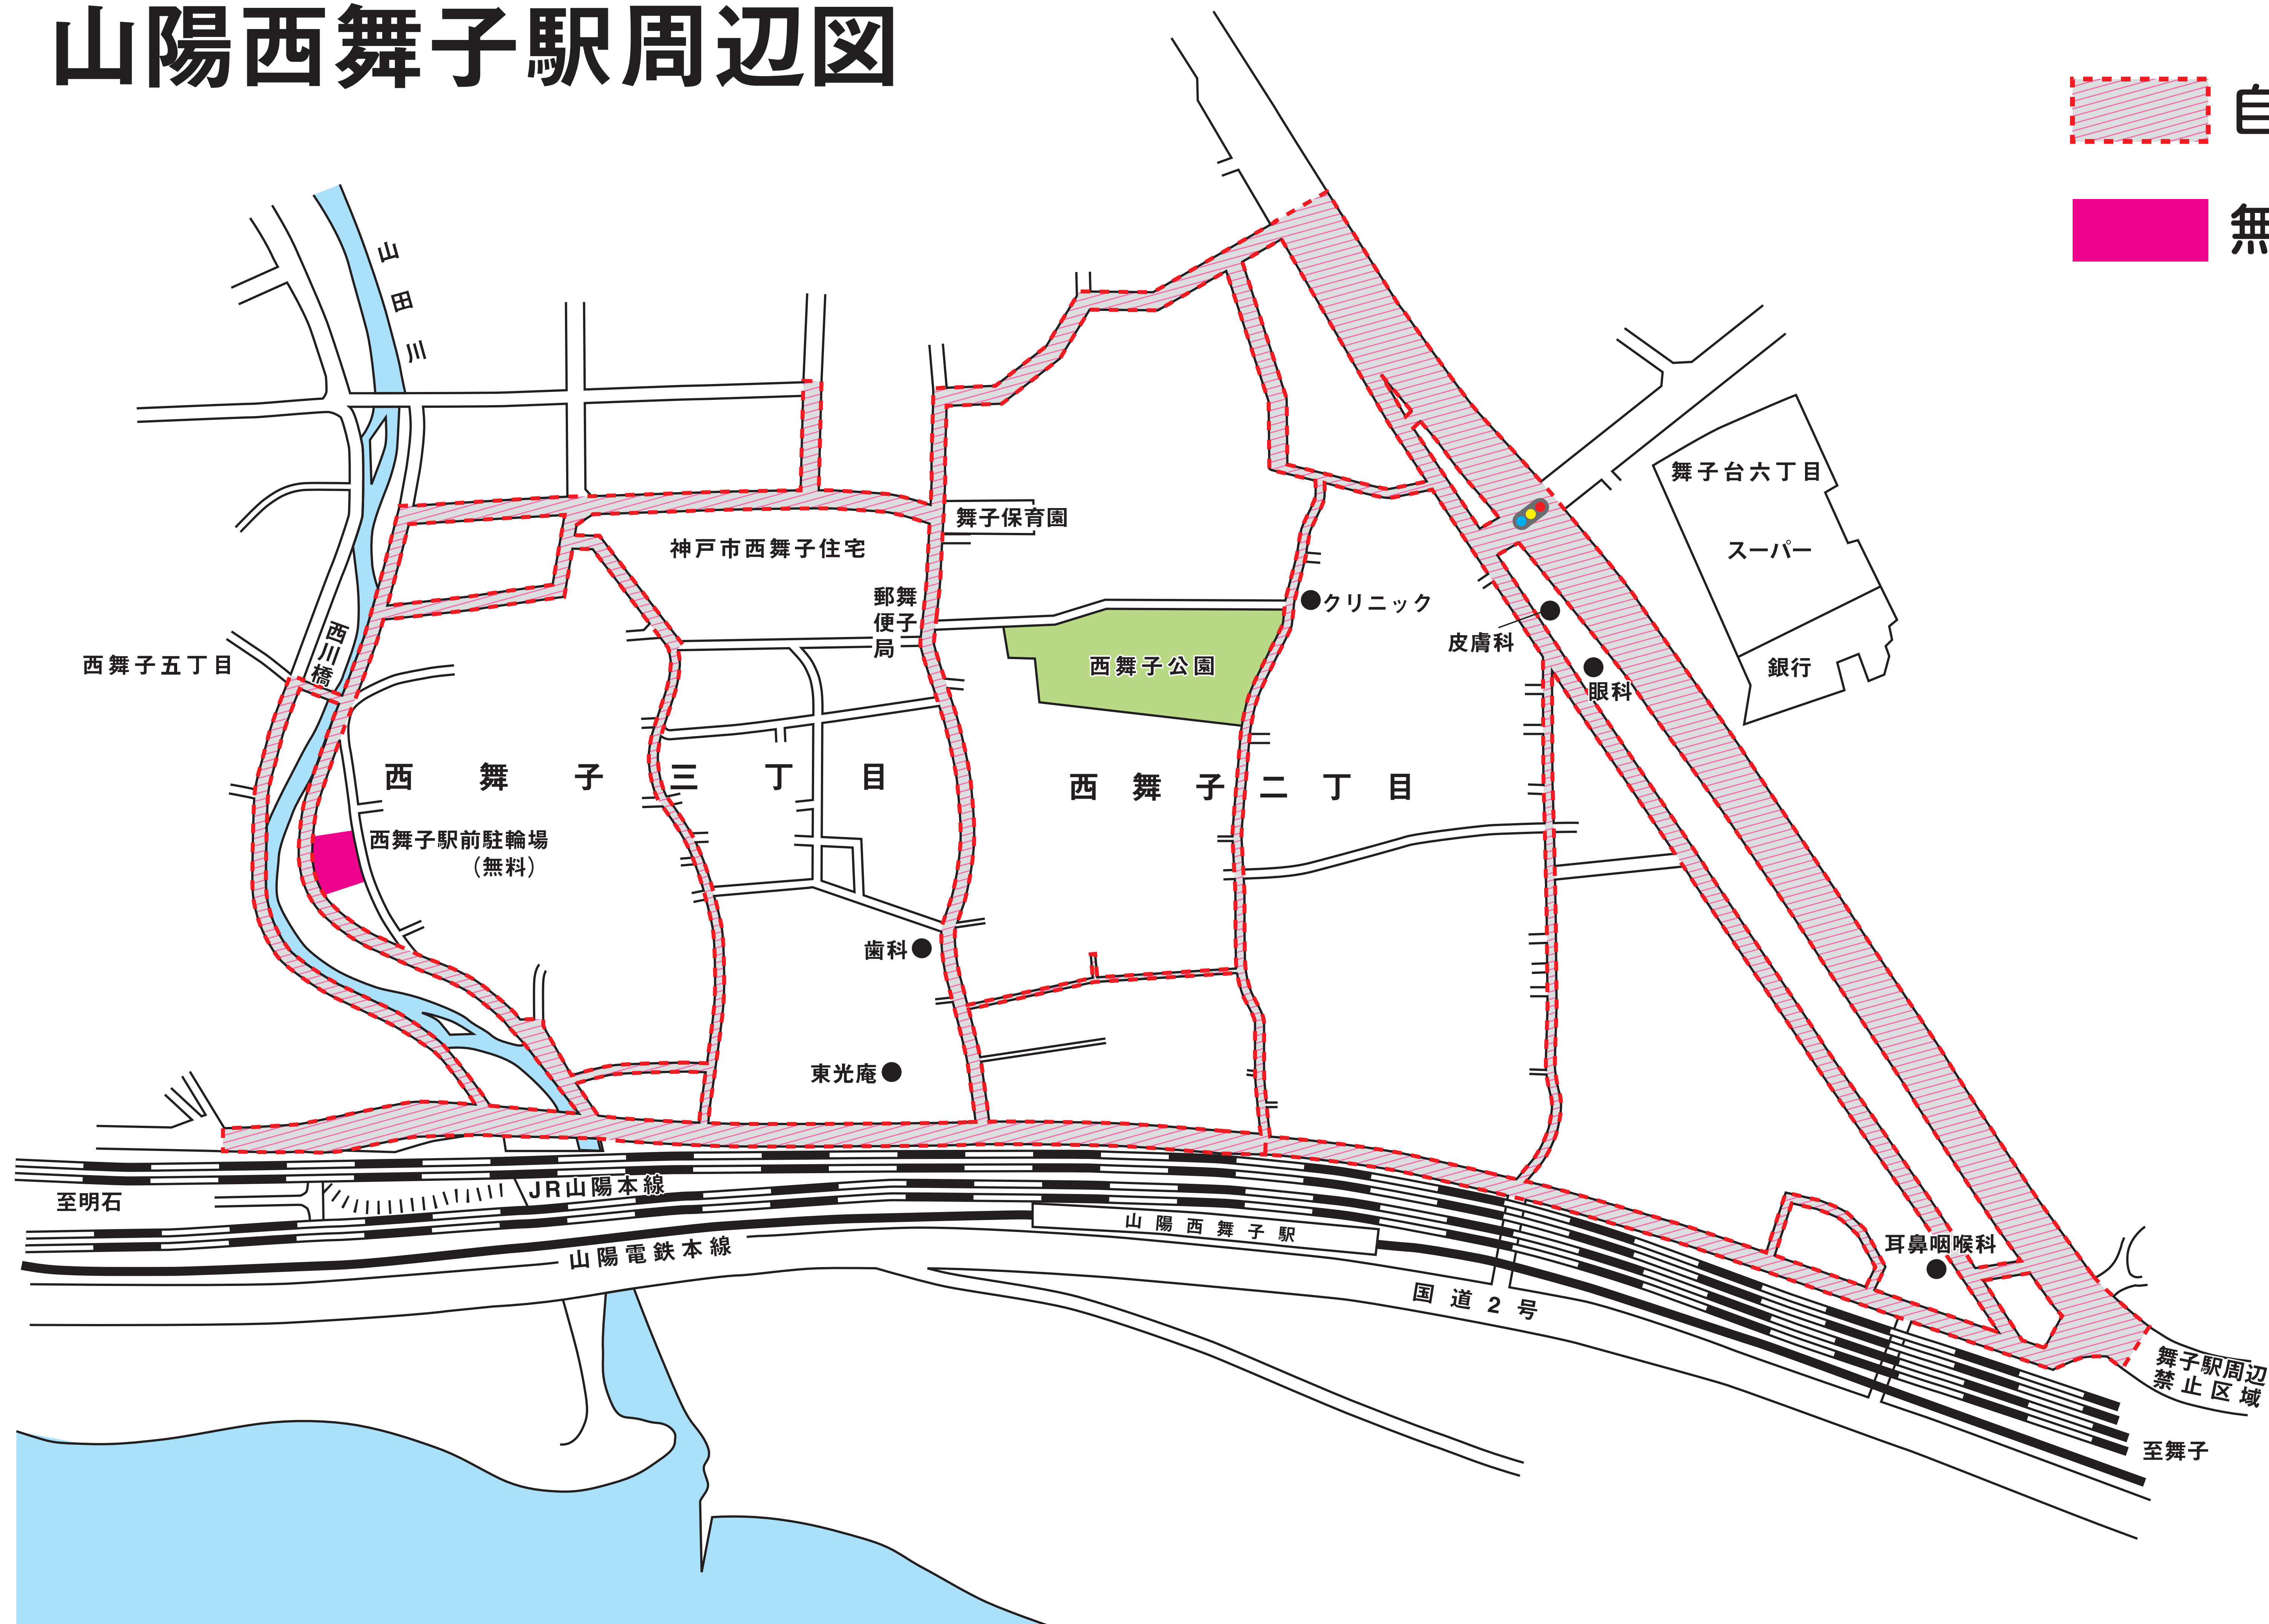 山陽西舞子駅周辺図
自
無
山田川
舞子台六丁目
スーパー
銀行
舞子保育園
神戸市西舞子住宅
舞子
郵便局
クリニック
皮膚科
眼科
西川橋
西舞子五丁目
西舞子公園
西舞子三丁目
西舞子二丁目
西舞子駅前駐輪場
（無料）
歯科
東光庵
至明石
JR山陽本線
山陽電鉄本線
山陽西舞子駅
国道2号
耳鼻咽喉科
舞子駅周辺
禁止区域
至舞子